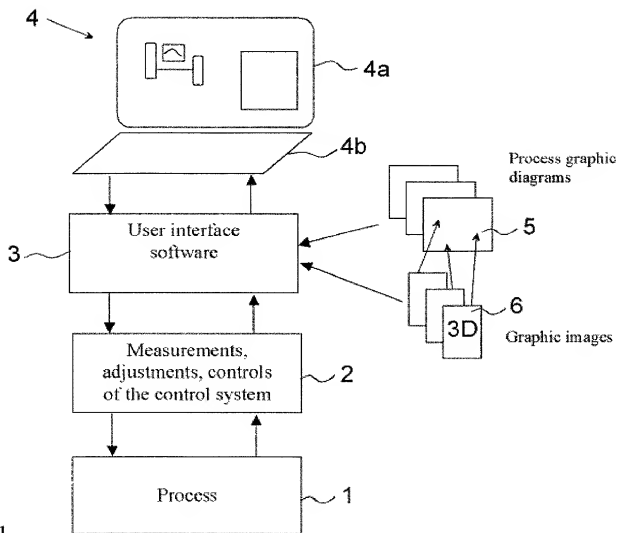 4
4a
4b
Process graphic
diagrams
5
User interface
software
3
6
3D
Graphic images
Measurements,
adjustments, controls
of the control system
2
Process
1